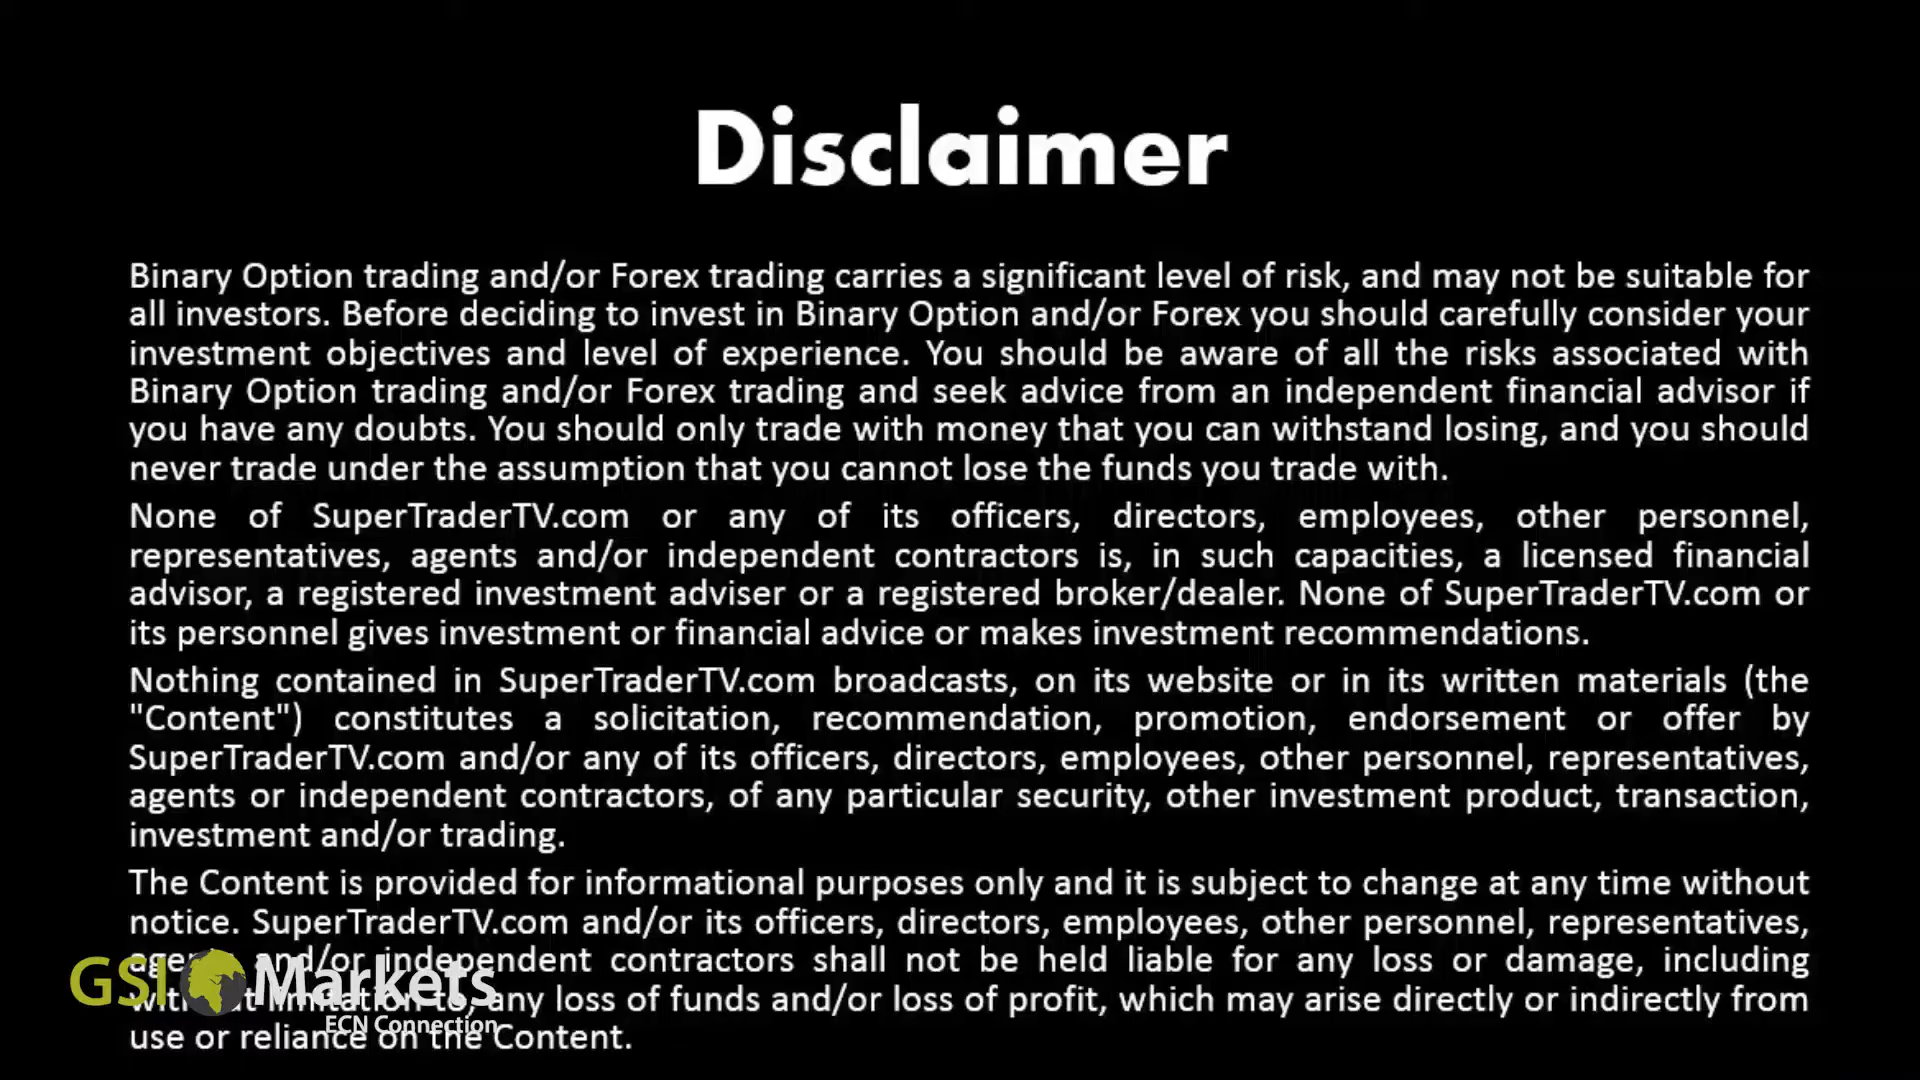 Disclaimer
Binary Option trading and/or Forex trading carries a significant level of risk, and may not be suitable for
all investors. Before deciding to invest in Binary Option and/or Forex you should carefully consider your
investment objectives and level of experience. You should be aware of all the risks associated with
Binary Option trading and/or Forex trading and seek advice from an independent financial advisor if
you have any doubts. You should only trade with money that you can withstand losing, and you should
never trade under the assumption that you cannot lose the funds you trade with.
None of SuperTraderTV.com or any of its officers, directors, employees, other personnel,
representatives, agents and/or independent contractors is, in such capacities, a licensed financial
advisor, a registered investment adviser or a registered broker/dealer. None of SuperTraderTV.com or
its personnel gives investment or financial advice or makes investment recommendations.
Nothing contained in SuperTraderTV.com broadcasts, on its website or in its written materials (the
"Content") constitutes a solicitation, recommendation, promotion, endorsement or offer by
SuperTraderTV.com and/or any of its officers, directors, employees, other personnel, representatives,
agents or independent contractors, of any particular security, other investment product, transaction,
investment and/or trading.
The Content is provided for informational purposes only and it is subject to change at any time without
notice. SuperTraderTV.com and/or its officers, directors, employees, other personnel, representatives,
and/or independent contractors shall not be held liable for any loss or damage, including
limitation to, any loss of funds and/or loss of profit, which may arise directly or indirectly from
use or reliance on the Content.
GSI Markets
ECN Connection